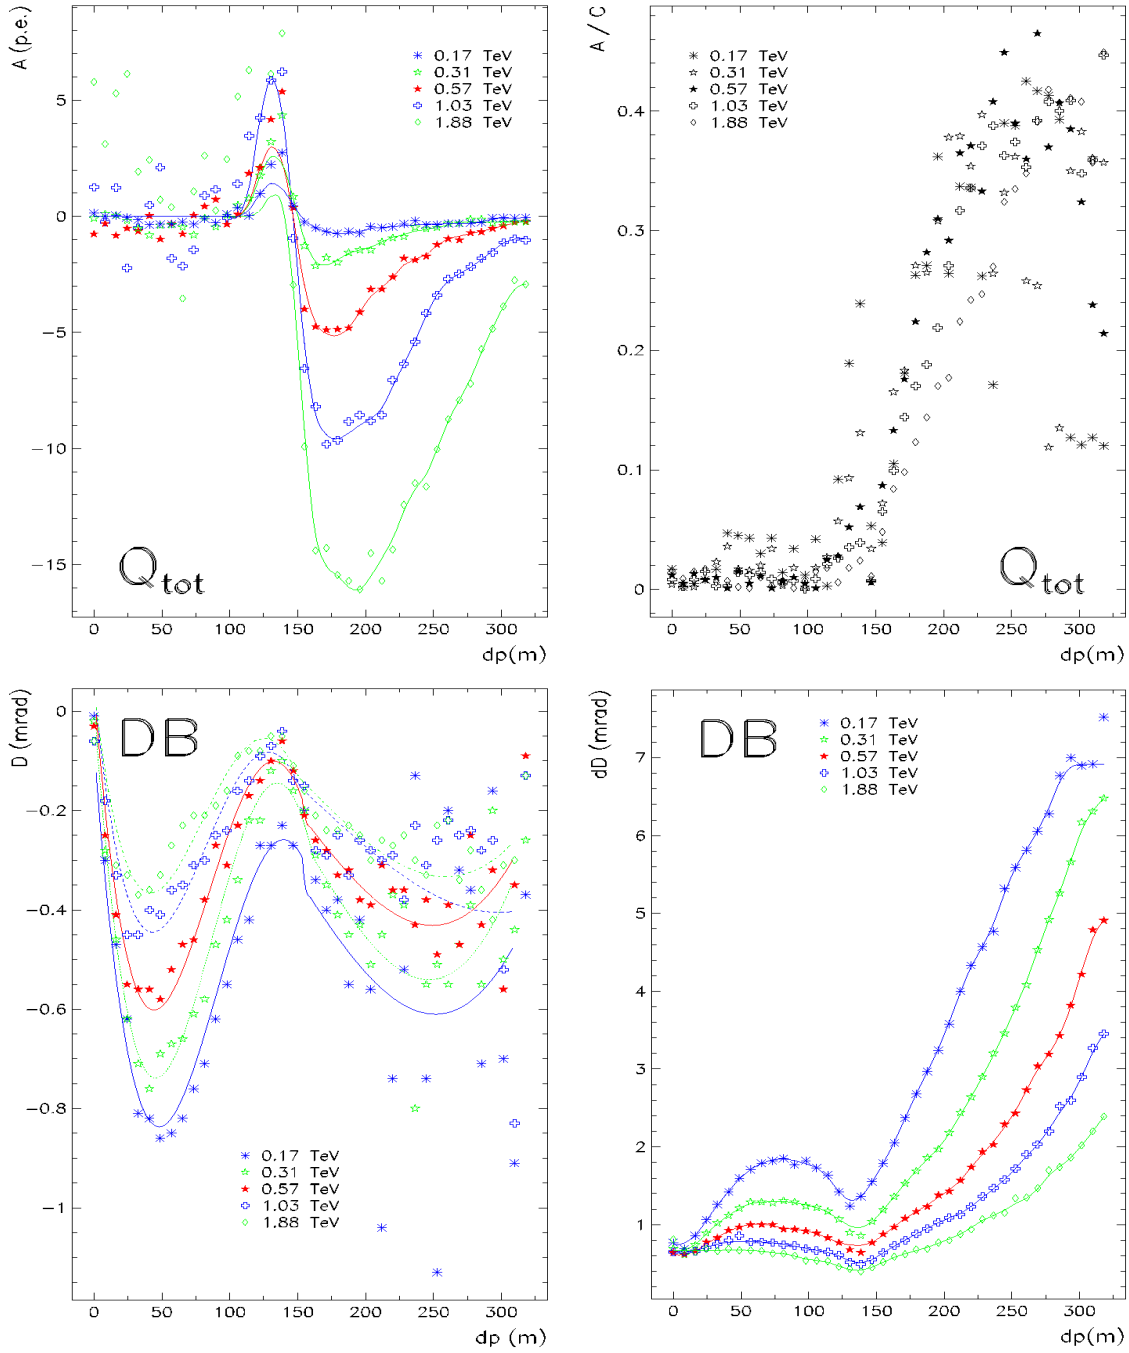 A (p.e.)
5
0
−5
−10
−15
0 50 100 150 200 250 300
dp(m)
0.17 TeV
0.31 TeV
0.57 TeV
1.03 TeV
1.88 TeV
Qtot
A / C
0.4
0.3
0.2
0.1
0
0 50 100 150 200 250 300
dp(m)
0.17 TeV
0.31 TeV
0.57 TeV
1.03 TeV
1.88 TeV
Qtot
D (mrad)
0
−0.2
−0.4
−0.6
−0.8
−1
0 50 100 150 200 250 300
dp (m)
DB
0.17 TeV
0.31 TeV
0.57 TeV
1.03 TeV
1.88 TeV
dD (mrad)
7
6
5
4
3
2
1
0 50 100 150 200 250 300
dp(m)
DB
0.17 TeV
0.31 TeV
0.57 TeV
1.03 TeV
1.88 TeV